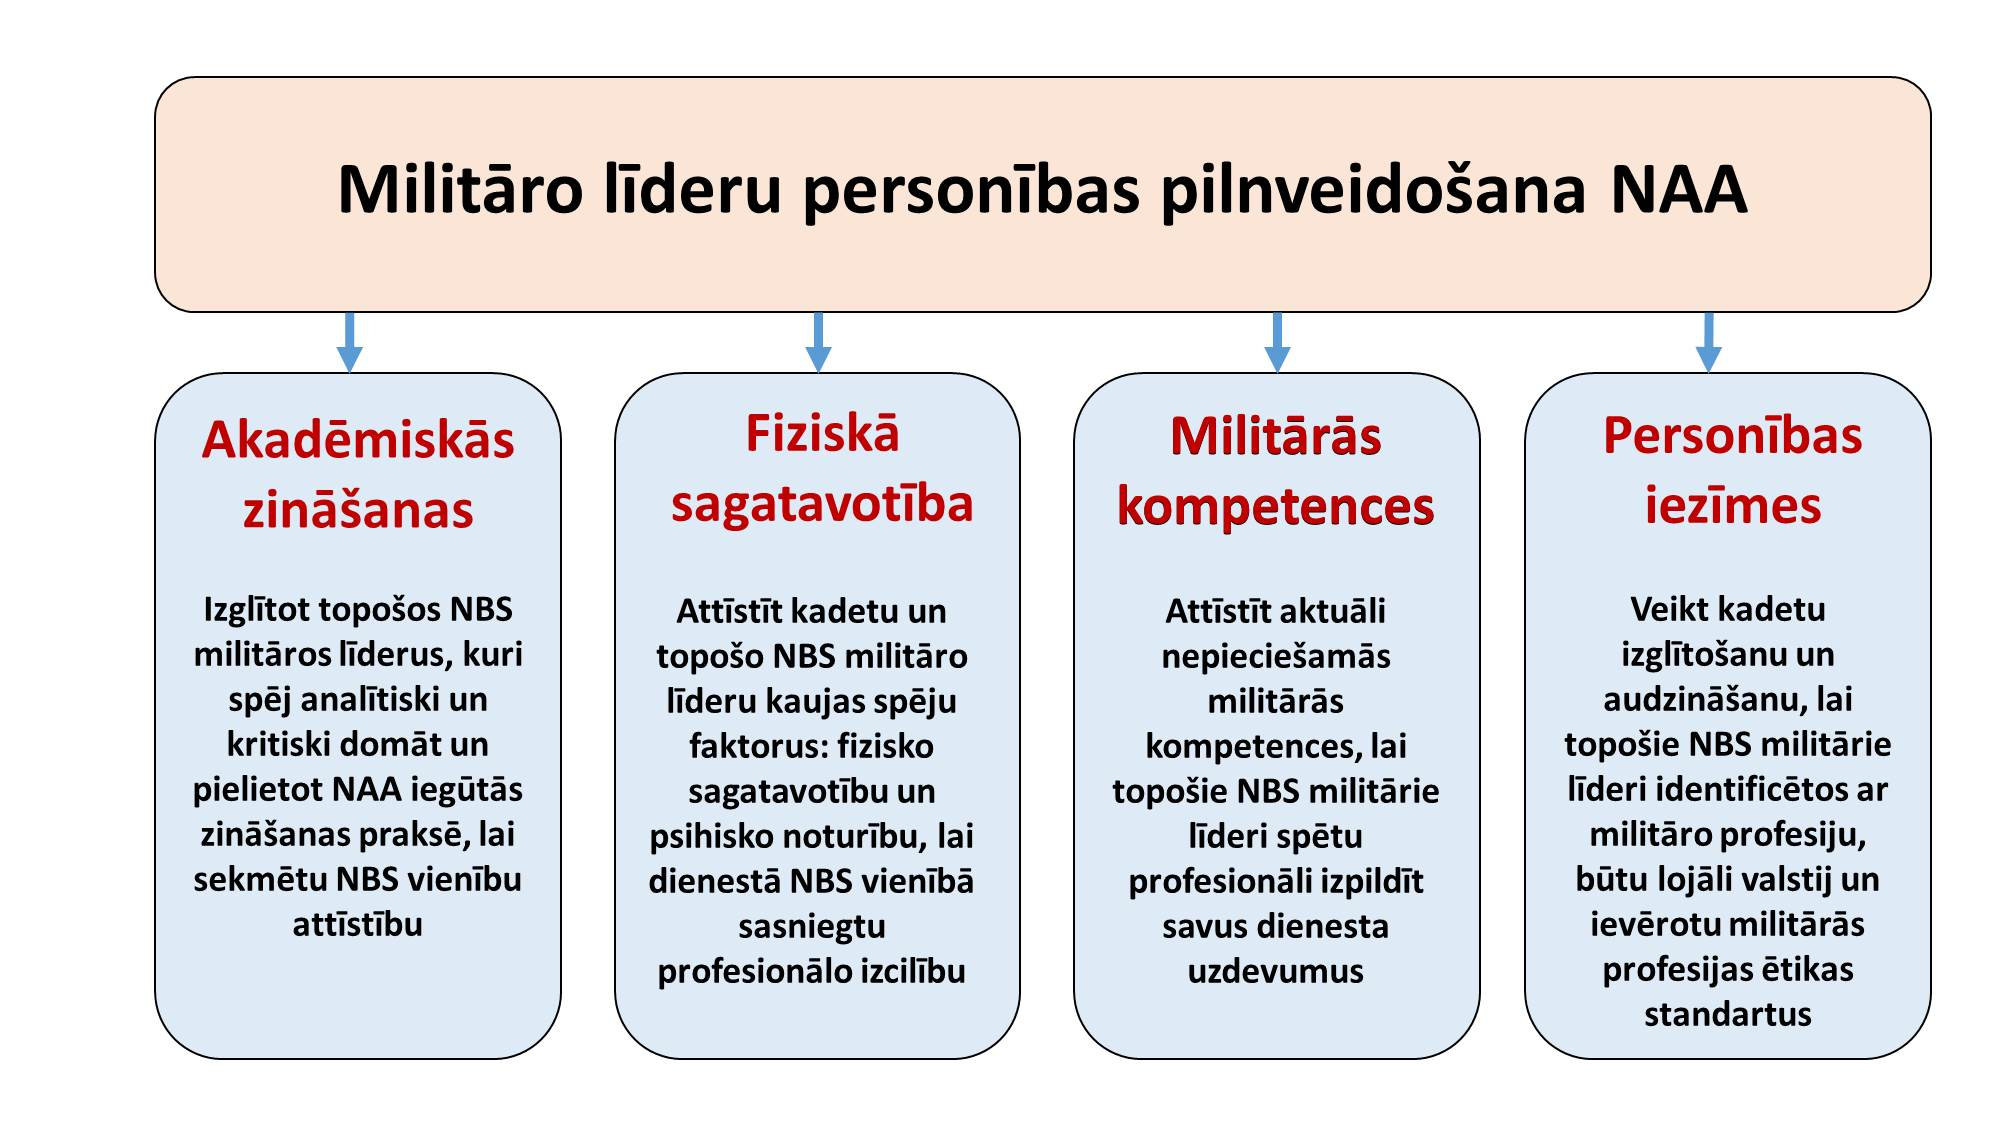 Militāro līderu personības pilnveidošana NAA
Akadēmiskās
zināšanas
Izglītot topošos NBS
militāros līderus, kuri
spēj analītiski un
kritiski domāt un
pielietot NAA iegūtās
zināšanas praksē, lai
sekmētu NBS vienību
attīstību
Fiziskā
sagatavotība
Attīstīt kadetu un
topošo NBS militāro
līderu kaujas spēju
faktorus: fizisko
sagatavotību un
psihisko noturību, lai
dienestā NBS vienībā
sasniegtu
profesionālo izcilību
Militārās
kompetences
Attīstīt aktuāli
nepieciešamās
militārās
kompetences, lai
topošie NBS militārie
līderi spētu
profesionāli izpildīt
savus dienesta
uzdevumus
Personības
iezīmes
Veikt kadetu
izglītošanu un
audzināšanu, lai
topošie NBS militārie
līderi identificētos ar
militāro profesiju,
būtu lojāli valstij un
ievērotu militārās
profesijas ētikas
standartus